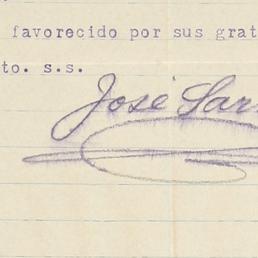 favorecido por sus grat
to. s.s.
José Sar